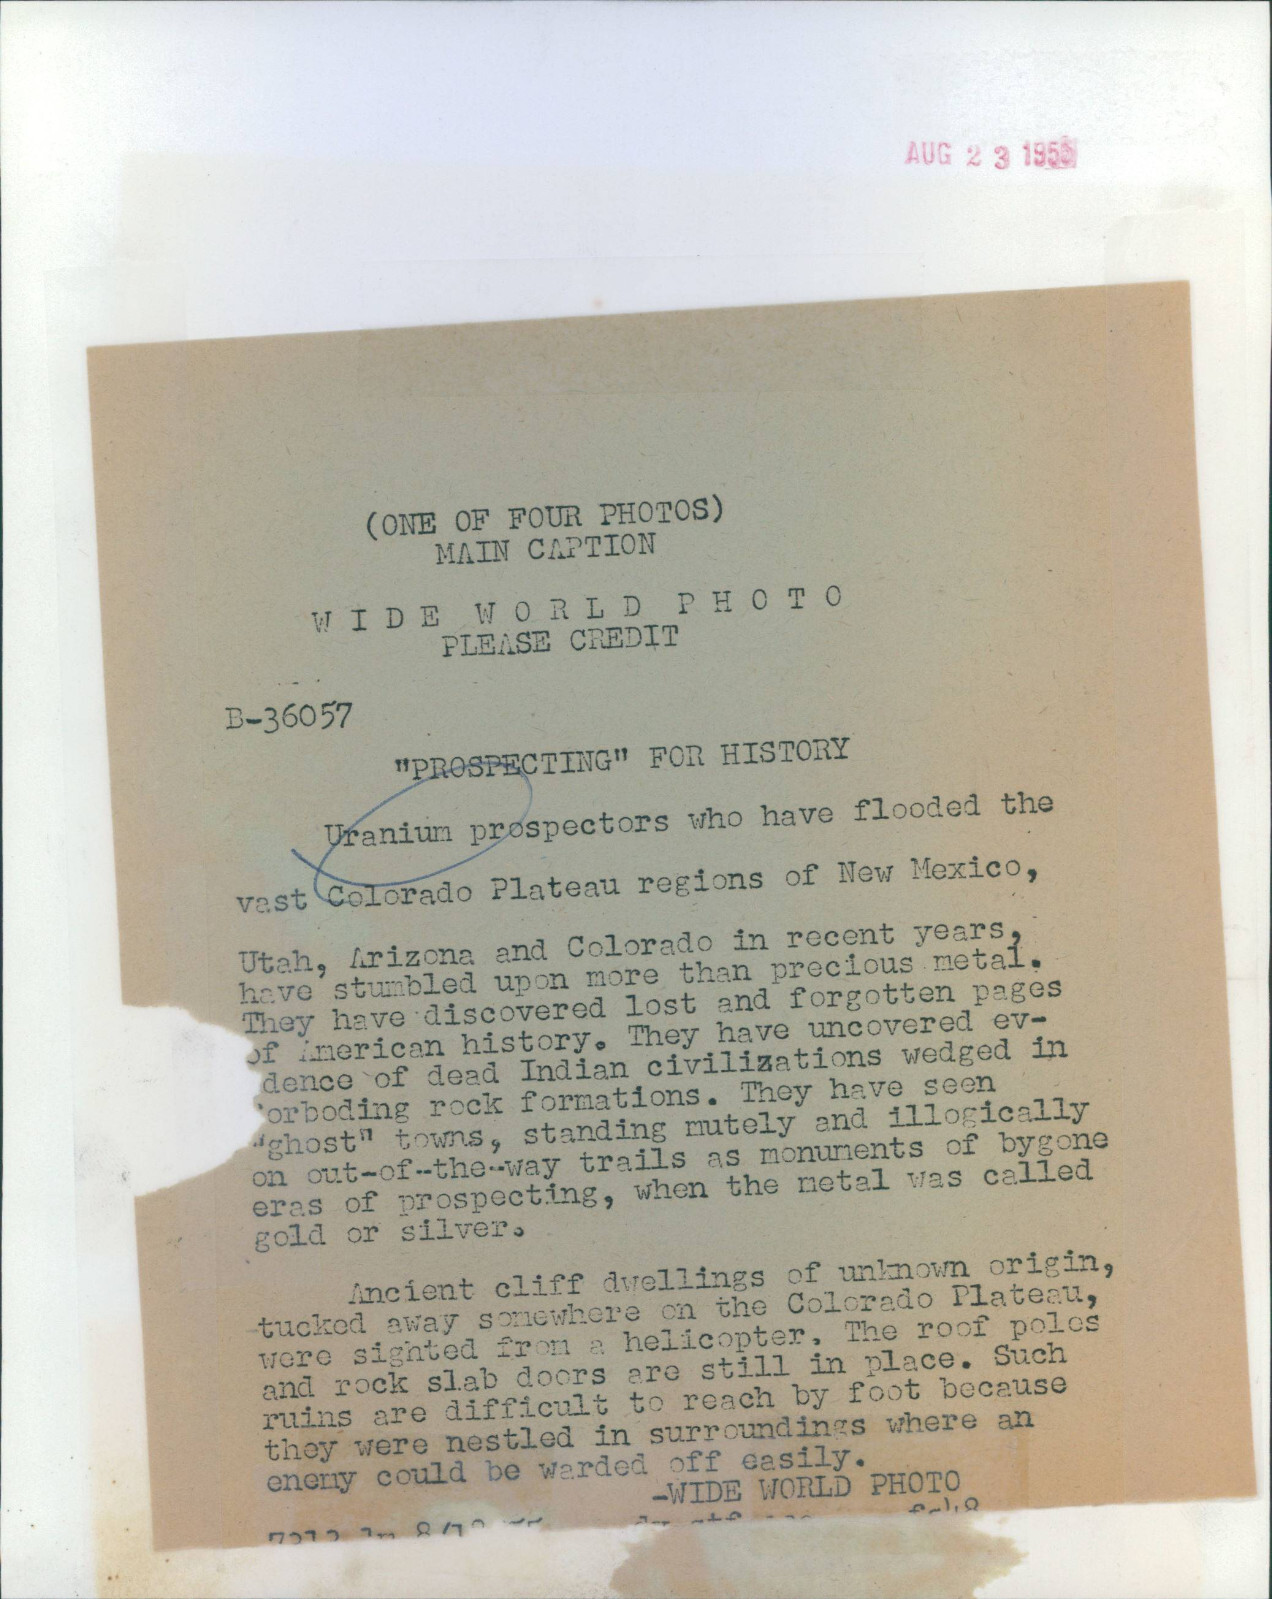 AUG 23 195
(ONE OF FOUR PHOTOS)
MAIN CAPTION
WIDE WORLD PHOTO
PLEASE CREDIT
B-36057
"PROSPECTING" FOR HISTORY
Uranium prospectors who have flooded the
vast Colorado Plateau regions of New Mexico,
Utah, Arizona and Colorado in recent years,
have stumbled upon more than precious metal.
They have discovered lost and forgotten pages
of American history. They have uncovered ev-
dence of dead Indian civilizations wedged in
orboding rock formations. They have seen
"ghost" towns, standing mutely and illogically
on out-of-the-way trails as monuments of bygone
eras of prospecting, when the metal was called
gold or silver.
Ancient cliff dwellings of unknown origin,
tucked away somewhere on the Colorado Plateau,
were sighted from a helicopter. The roof poles
and rock slab doors are still in place. Such
ruins are difficult to reach by foot because
they were nestled in surroundings where an
enemy could be warded off easily.
-WIDE WORLD PHOTO